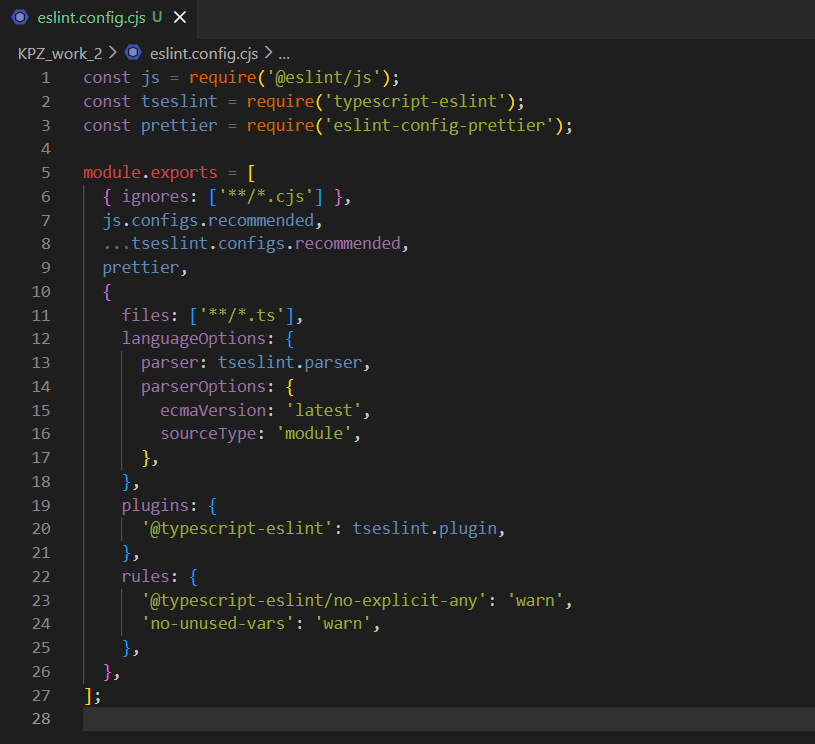 eslint.config.cjs U ×
KPZ_work_2 > eslint.config.cjs > ...
1 const js = require('@eslint/js');
2 const tseslint = require('typescript-eslint');
3 const prettier = require('eslint-config-prettier');
4
5 module.exports = [
6   { ignores: ['**/*.cjs'] },
7   js.configs.recommended,
8   ...tseslint.configs.recommended,
9   prettier,
10   {
11     files: ['**/*.ts'],
12     languageOptions: {
13       parser: tseslint.parser,
14       parserOptions: {
15         ecmaVersion: 'latest',
16         sourceType: 'module',
17       },
18     },
19     plugins: {
20       '@typescript-eslint': tseslint.plugin,
21     },
22     rules: {
23       '@typescript-eslint/no-explicit-any': 'warn',
24       'no-unused-vars': 'warn',
25     },
26   },
27 ];
28